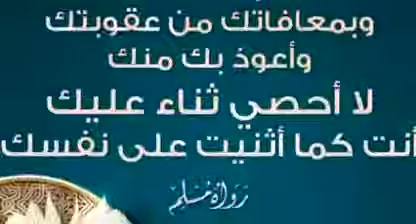 وبمعافاتك من عقوبتك
وأعوذ بك منك
لا أحصي ثناء عليك
أنت كما أثنيت على نفسك
رواه مسلم